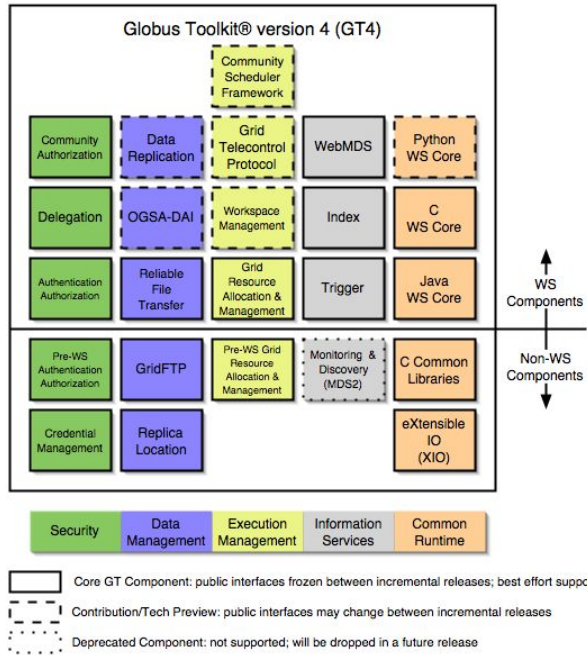 Globus Toolkit® version 4 (GT4)
Community
Scheduler
Framework
Community
Authorization
Data
Replication
Grid
Telecontrol
Protocol
WebMDS
Python
WS Core
Delegation
OGSA-DAI
Workspace
Management
Index
C
WS Core
Authentication
Authorization
Reliable
File
Transfer
Grid
Resource
Allocation &
Management
Trigger
Java
WS Core
WS
Components
Non-WS
Components
Pre-WS
Authentication
Authorization
GridFTP
Pre-WS Grid
Resource
Allocation &
Management
Monitoring &
Discovery
(MDS2)
C Common
Libraries
Credential
Management
Replica
Location
eXtensible
IO
(XIO)
Security
Data
Management
Execution
Management
Information
Services
Common
Runtime
Core GT Component: public interfaces frozen between incremental releases; best effort suppo
Contribution/Tech Preview: public interfaces may change between incremental releases
Deprecated Component: not supported; will be dropped in a future release